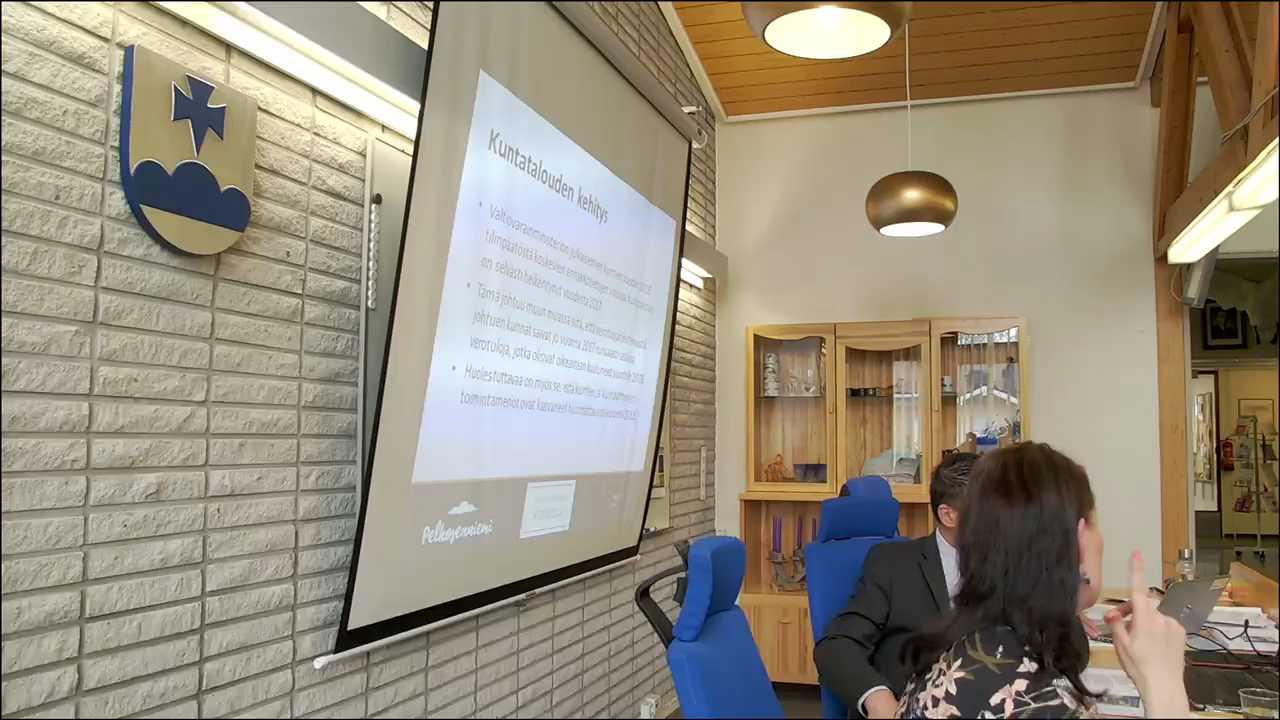 Kuntatalouden kehitys
• Valtiovarainministeriön julkaisemien kuntien vuoden 2018
tilinpäätöstä koskevien ennakkotietojen valossa kuntatalous
on selvästi heikentynyt vuodesta 2017
• Tämä johtuu muun muassa siitä, että
johtuen kunnat saivat jo vuonna 2017 runsaasti sellaisia
verotuloja, jotka olisivat oikeastaan kuuluneet vuodelle 2018
• Huolestuttavaa on myös se, että kuntien ja kuntayhtymien
toimintamenot ovat kasvaneet
Pelkosenniemi